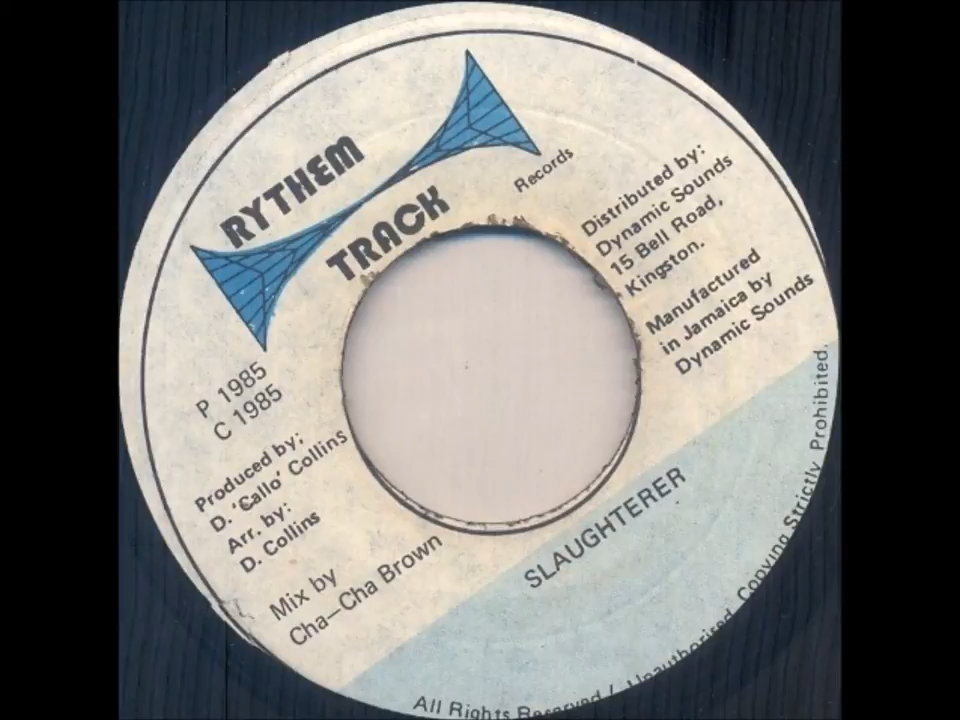 RYTHEM
TRACK
Records
Distributed by:
Dynamic Sounds
15 Bell Road,
Kingston.
Manufactured
in Jamaica by
Dynamic Sounds
P 1985
C 1985
Produced by;
D. 'Callo' Collins
Arr. by:
D. Collins
Mix by
Cha—Cha Brown
SLAUGHTERER
All Rights Reserved / Unauthorised Copying Strictly Prohibited.